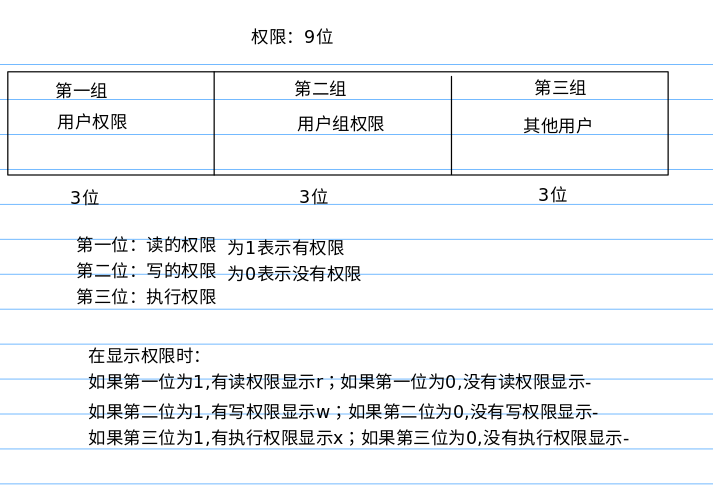 权限：9位
第一组 第二组 第三组
用户权限 用户组权限 其他用户
3位 3位 3位
第一位：读的权限 为1表示有权限
第二位：写的权限 为0表示没有权限
第三位：执行权限
在显示权限时：
如果第一位为1,有读权限显示r；如果第一位为0,没有读权限显示-
如果第二位为1,有写权限显示w；如果第二位为0,没有写权限显示-
如果第三位为1,有执行权限显示x；如果第三位为0,没有执行权限显示-